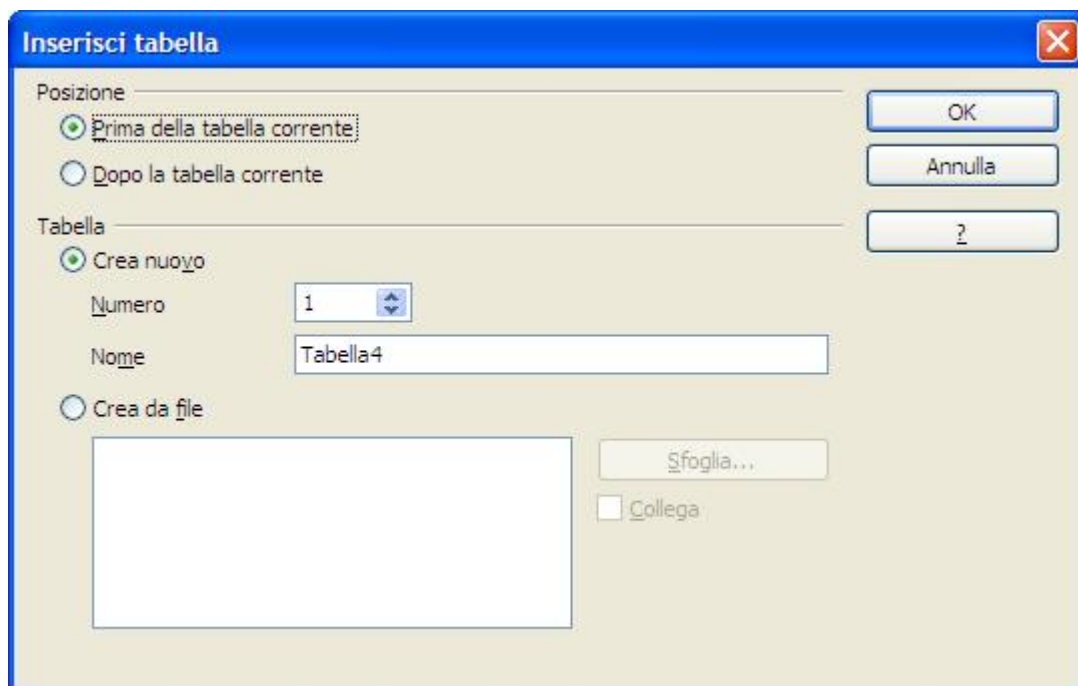 Inserisci tabella
Posizione
OK
Prima della tabella corrente
Annulla
Dopo la tabella corrente
Tabella
?
Crea nuovo
Numero 1
Nome Tabella4
Crea da file
Sfoglia...
Collega